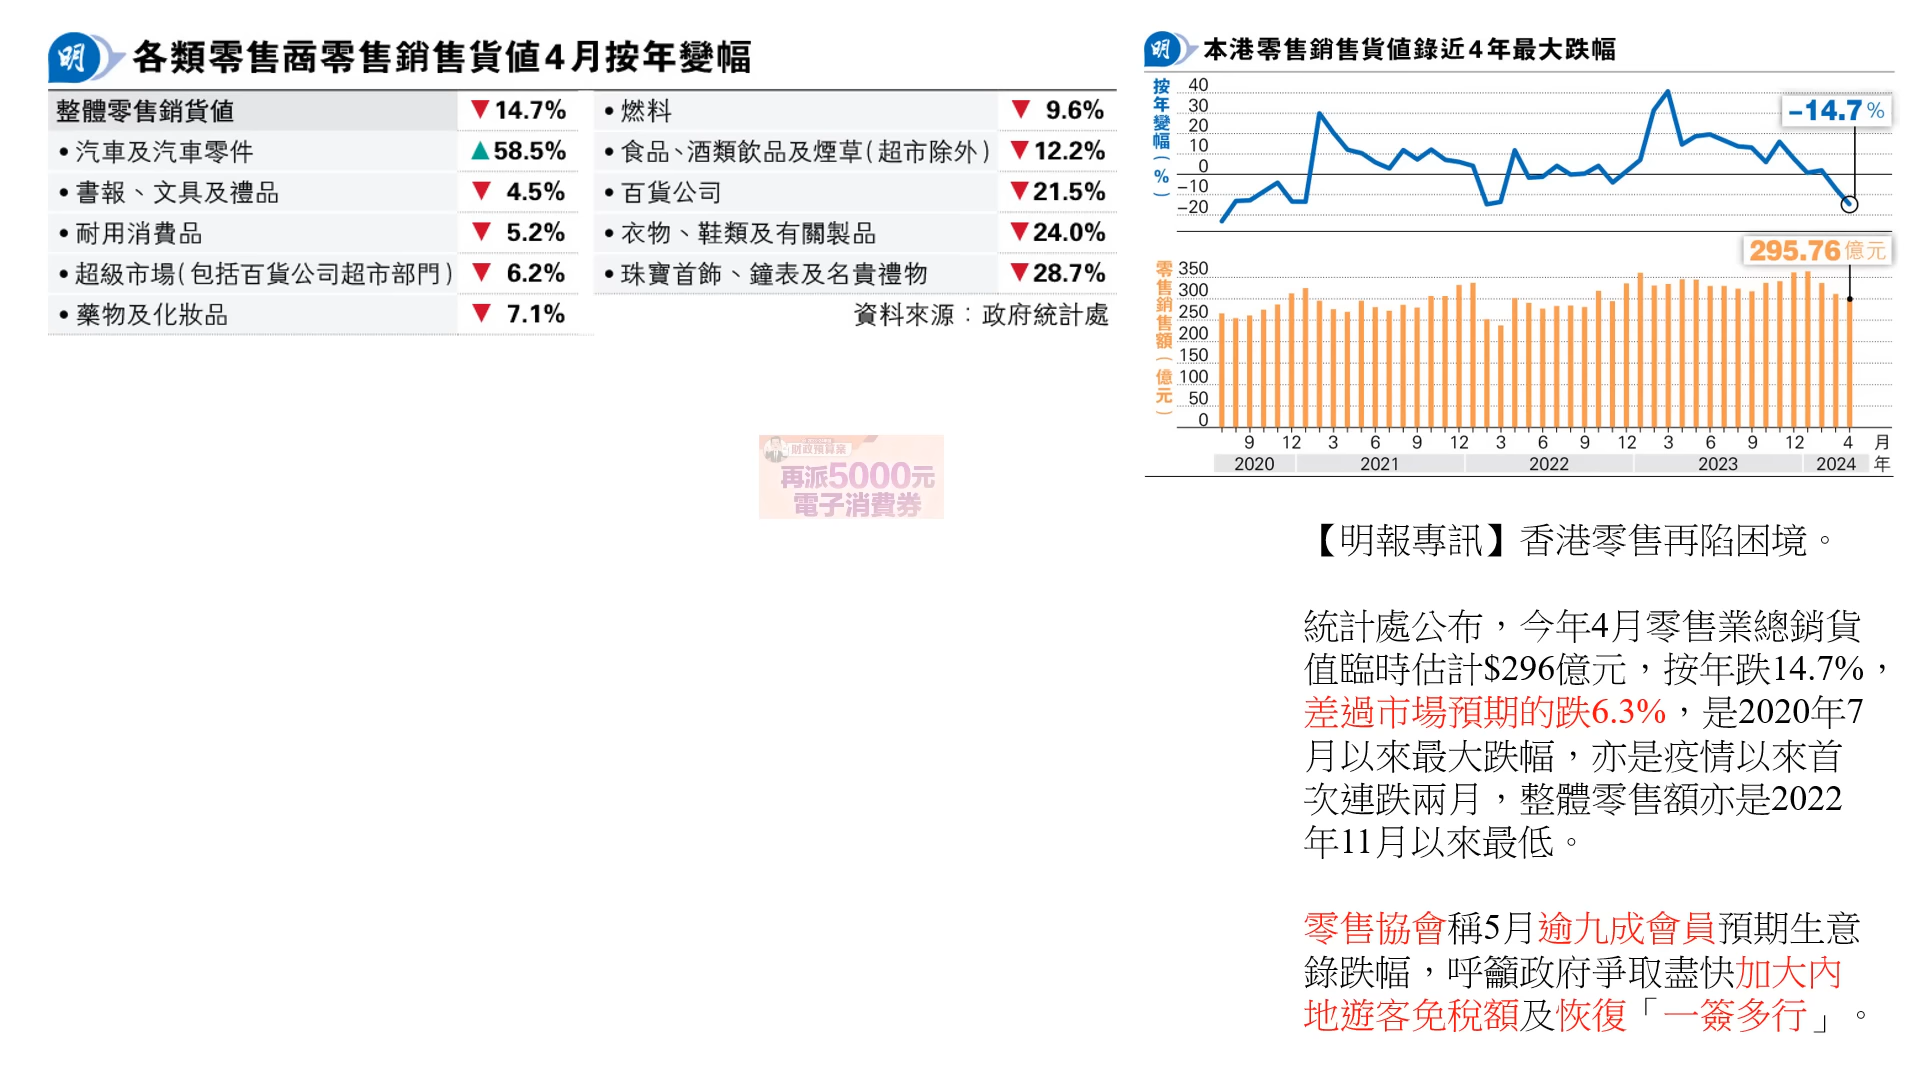 明 各類零售商零售銷售貨值4月按年變幅
整體零售銷貨值 ▼14.7%
• 汽車及汽車零件 ▲58.5%
• 書報、文具及禮品 ▼ 4.5%
• 耐用消費品 ▼ 5.2%
• 超級市場(包括百貨公司超市部門) ▼ 6.2%
• 藥物及化妝品 ▼ 7.1%
• 燃料 ▼ 9.6%
• 食品、酒類飲品及煙草(超市除外) ▼12.2%
• 百貨公司 ▼21.5%
• 衣物、鞋類及有關製品 ▼24.0%
• 珠寶首飾、鐘表及名貴禮物 ▼28.7%
資料來源：政府統計處
明 本港零售銷售貨值錄近4年最大跌幅
按年變幅(%)
40
30
20
10
0
−10
−20
−14.7%
零售銷售額(億元)
350
300
250
200
150
100
50
0
295.76億元
9 12 3 6 9 12 3 6 9 12 3 6 9 12 4 月
2020 2021 2022 2023 2024 年
財政預算案
再派5000元
電子消費券
【明報專訊】香港零售再陷困境。
統計處公布，今年4月零售業總銷貨
值臨時估計$296億元，按年跌14.7%，
差過市場預期的跌6.3%，是2020年7
月以來最大跌幅，亦是疫情以來首
次連跌兩月，整體零售額亦是2022
年11月以來最低。
零售協會稱5月逾九成會員預期生意
錄跌幅，呼籲政府爭取盡快加大內
地遊客免稅額及恢復「一簽多行」。